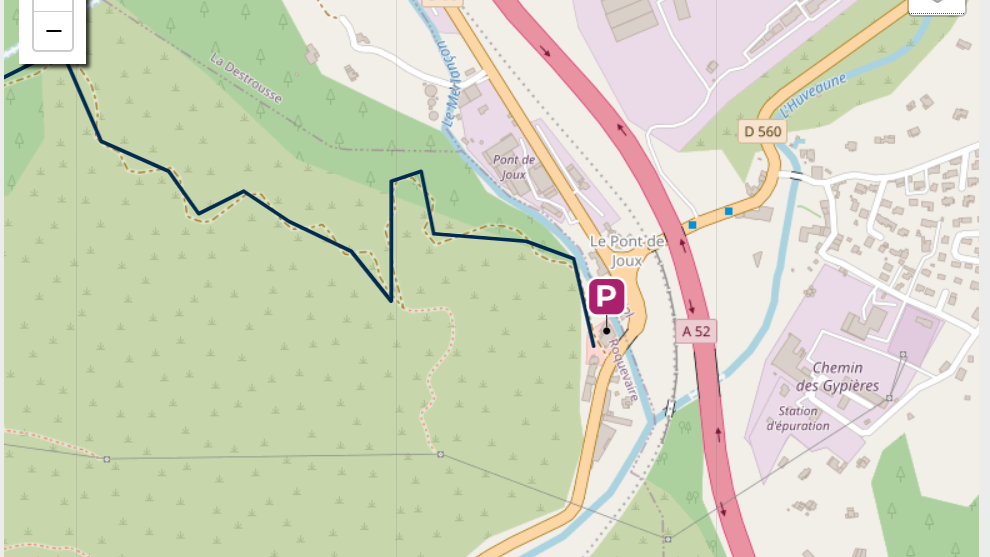 La Destrousse
Le Merlançon
L'Huveaune
D 560
Pont de
Joux
Le Pont-de-
Joux
P
A 52
Roquevaire
Chemin
des Gypières
Station
d'épuration